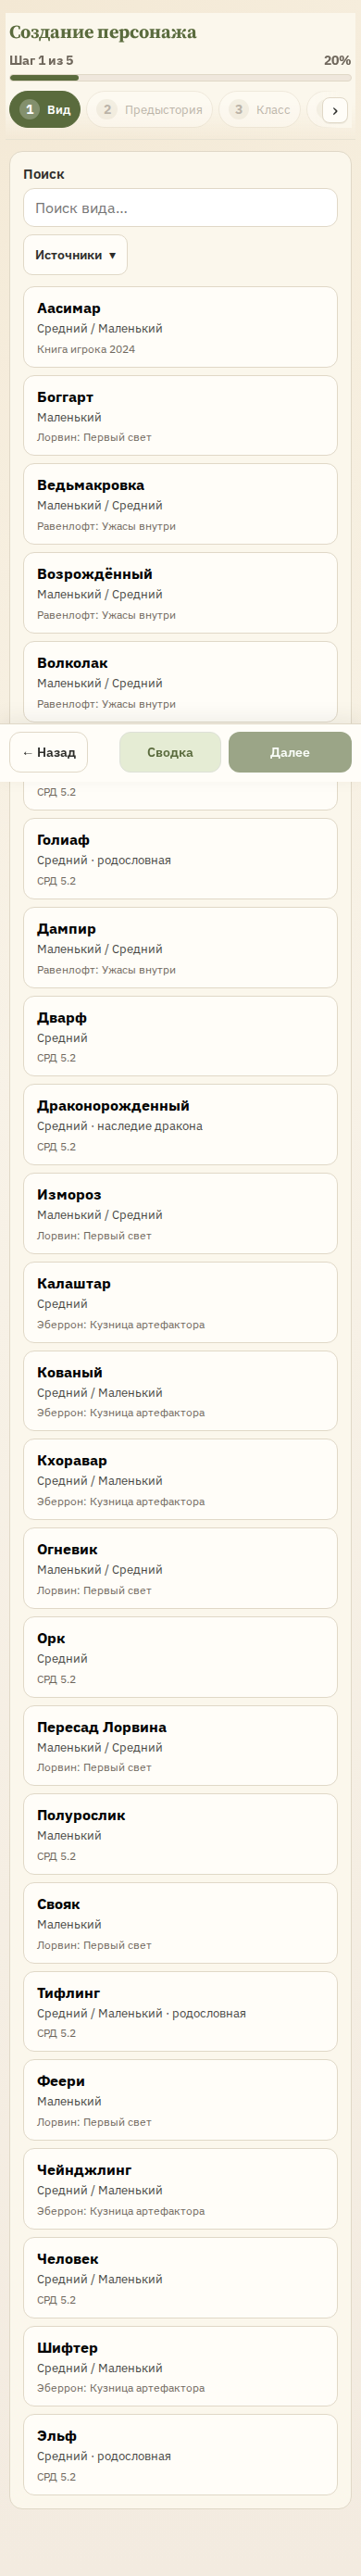 Создание персонажа
Шаг 1 из 5
20%
1 Вид
2 Предыстория
3 Класс
›
Поиск
Поиск вида...
Источники ▾
Аасимар
Средний / Маленький
Книга игрока 2024
Боггарт
Маленький
Лорвин: Первый свет
Ведьмакровка
Маленький / Средний
Равенлофт: Ужасы внутри
Возрождённый
Маленький / Средний
Равенлофт: Ужасы внутри
Волколак
Маленький / Средний
Равенлофт: Ужасы внутри
← Назад
Сводка
Далее
СРД 5.2
Голиаф
Средний · родословная
СРД 5.2
Дампир
Маленький / Средний
Равенлофт: Ужасы внутри
Дварф
Средний
СРД 5.2
Драконорожденный
Средний · наследие дракона
СРД 5.2
Измороз
Маленький / Средний
Лорвин: Первый свет
Калаштар
Средний
Эберрон: Кузница артефактора
Кованый
Средний / Маленький
Эберрон: Кузница артефактора
Кхоравар
Средний / Маленький
Эберрон: Кузница артефактора
Огневик
Маленький / Средний
Лорвин: Первый свет
Орк
Средний
СРД 5.2
Пересад Лорвина
Маленький / Средний
Лорвин: Первый свет
Полурослик
Маленький
СРД 5.2
Свояк
Маленький
Лорвин: Первый свет
Тифлинг
Средний / Маленький · родословная
СРД 5.2
Феери
Маленький
Лорвин: Первый свет
Чейнджлинг
Средний / Маленький
Эберрон: Кузница артефактора
Человек
Средний / Маленький
СРД 5.2
Шифтер
Средний / Маленький
Эберрон: Кузница артефактора
Эльф
Средний · родословная
СРД 5.2